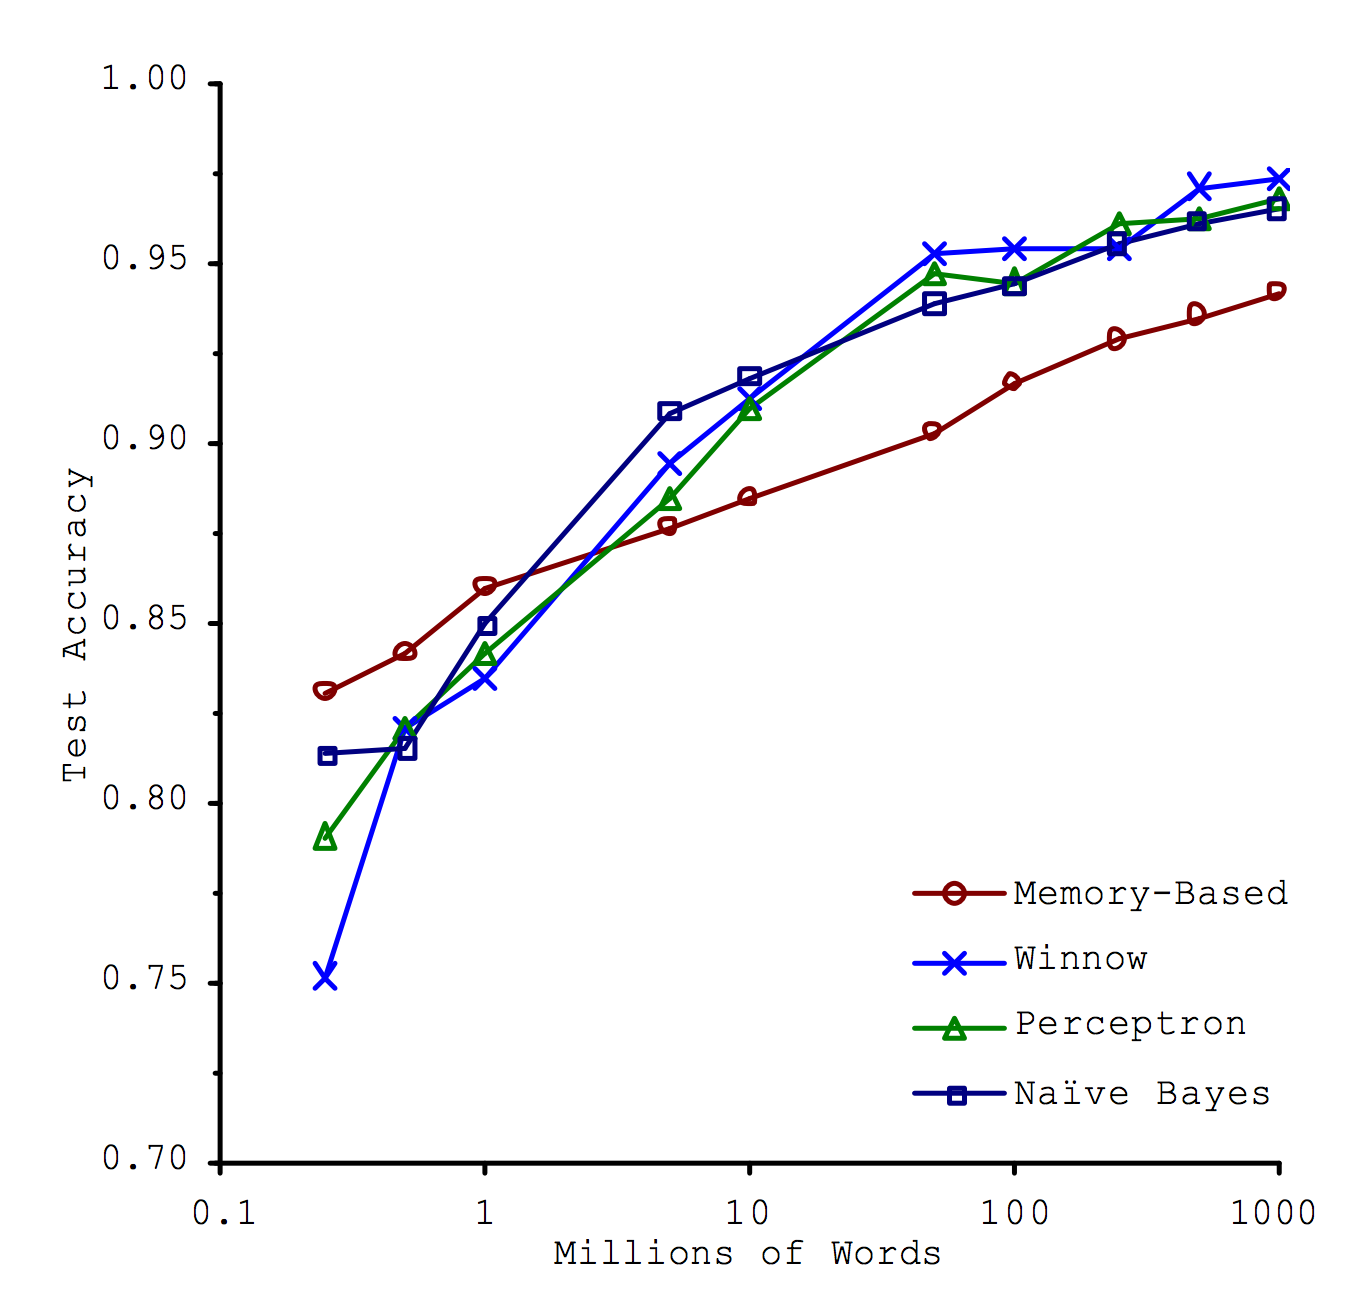 1.00
0.95
0.90
0.85
0.80
0.75
0.70
Test Accuracy
Memory-Based
Winnow
Perceptron
Naïve Bayes
0.1 1 10 100 1000
Millions of Words